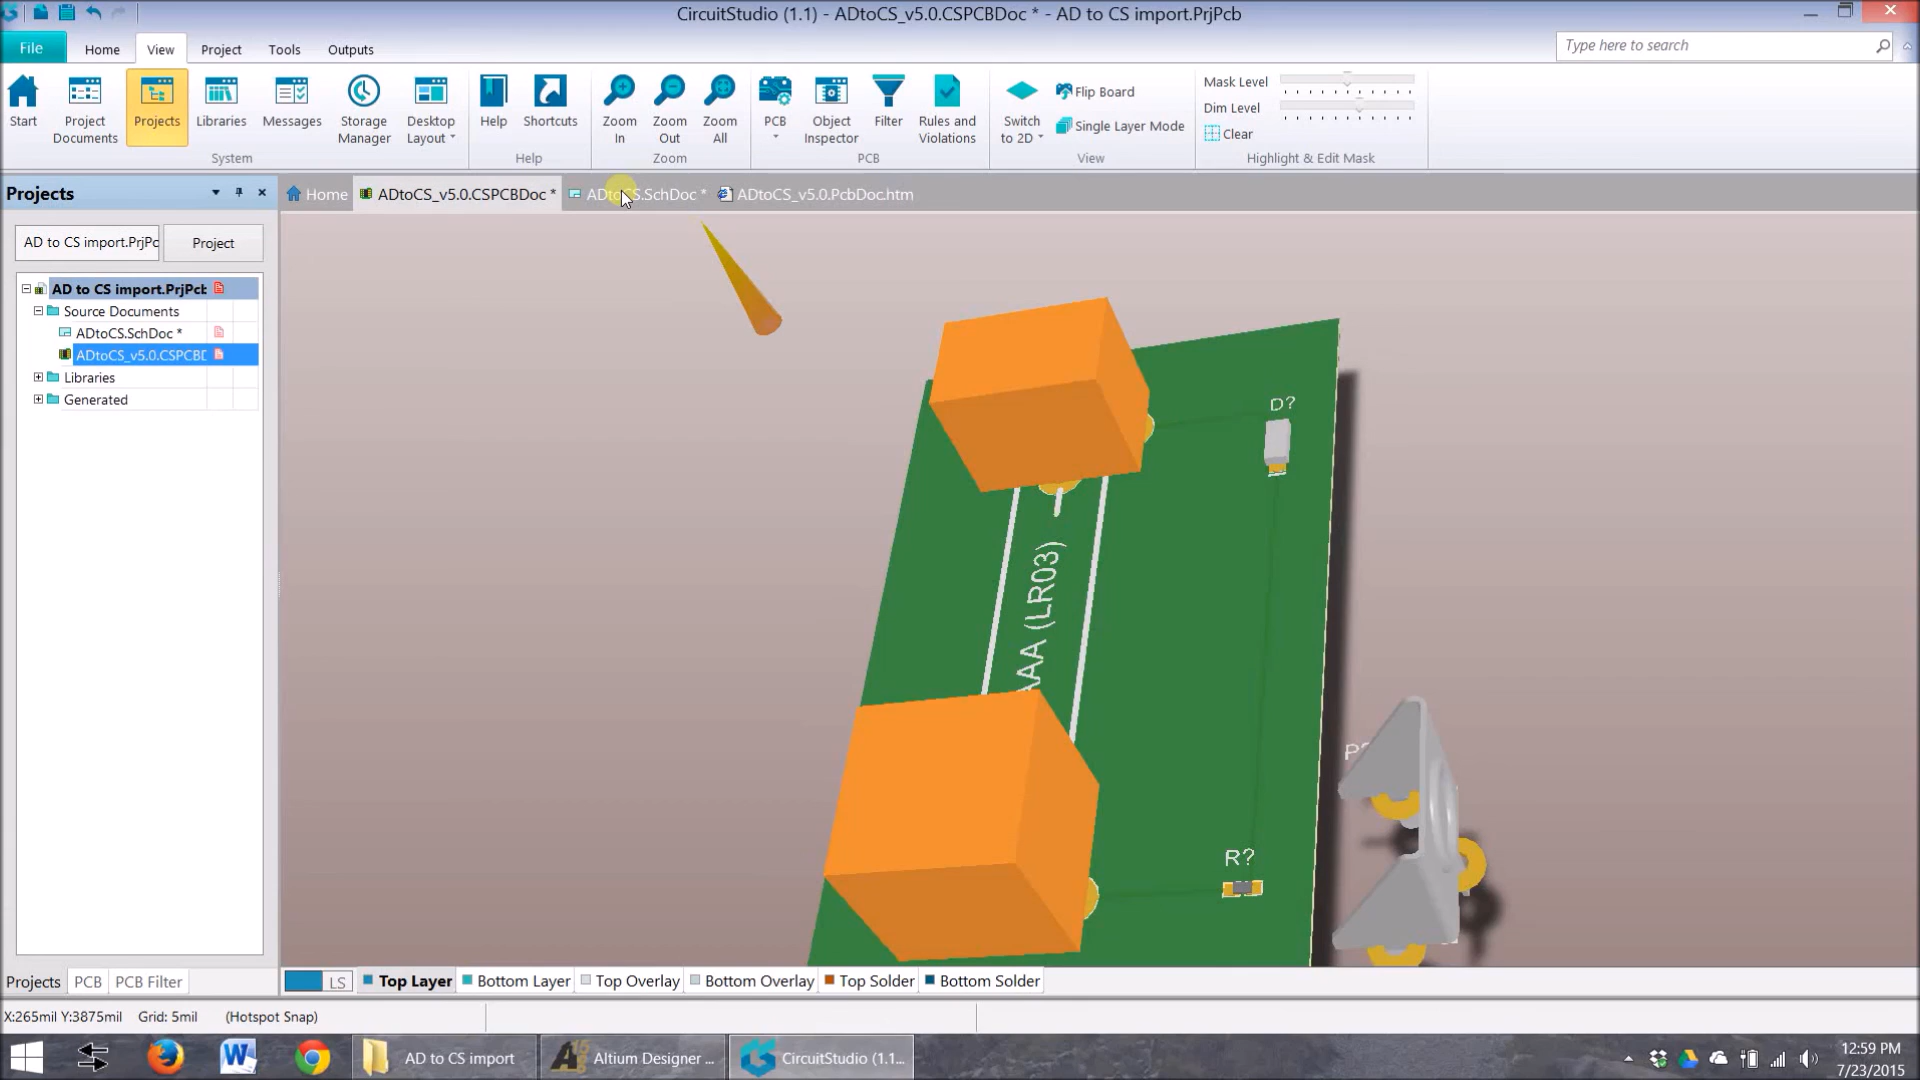 CircuitStudio (1.1) - ADtoCS_v5.0.CSPCBDoc * - AD to CS import.PrjPcb
File Home View Project Tools Outputs
Type here to search
Start
Project Documents
Projects
Libraries
Messages
Storage Manager
Desktop Layout
System
Help
Shortcuts
Help
Zoom In
Zoom Out
Zoom All
Zoom
PCB
Object Inspector
Filter
Rules and Violations
PCB
Switch to 2D
Flip Board
Single Layer Mode
View
Mask Level
Dim Level
Clear
Highlight & Edit Mask
Projects
Home ADtoCS_v5.0.CSPCBDoc * ADtoCS.SchDoc * ADtoCS_v5.0.PcbDoc.htm
AD to CS import.PrjPc Project
AD to CS import.PrjPcb
Source Documents
ADtoCS.SchDoc *
ADtoCS_v5.0.CSPCBD
Libraries
Generated
D?
AAA (LR03)
P?
R?
Projects PCB PCB Filter
LS Top Layer Bottom Layer Top Overlay Bottom Overlay Top Solder Bottom Solder
X:265mil Y:3875mil Grid: 5mil (Hotspot Snap)
AD to CS import
Altium Designer ...
CircuitStudio (1.1...
12:59 PM
7/23/2015